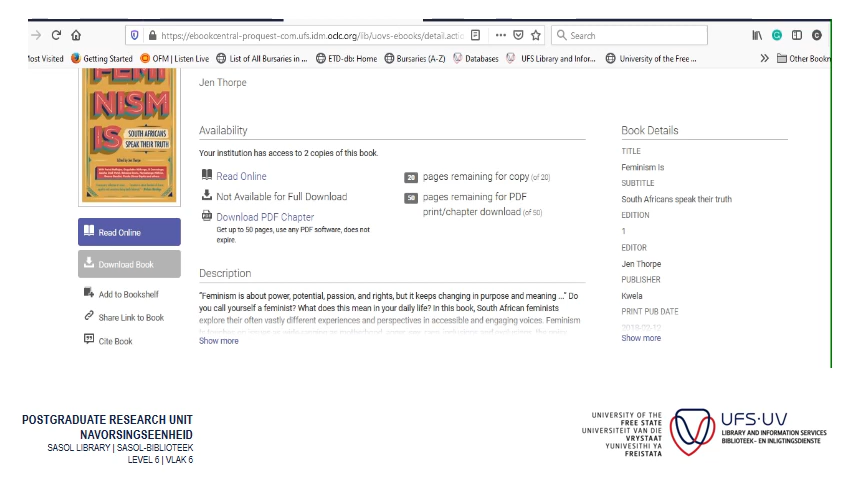 https://ebookcentral-proquest-com.ufs.idm.oclc.org/lib/uovs-ebooks/detail.actio
Search
Most Visited Getting Started OFM | Listen Live List of All Bursaries in ... ETD-db: Home Bursaries (A-Z) Databases UFS Library and Infor... University of the Free ... Other Bookm
FEMI
NISM
IS
SOUTH AFRICANS
SPEAK THEIR TRUTH
Read Online
Download Book
Add to Bookshelf
Share Link to Book
Cite Book
Jen Thorpe
Availability
Your institution has access to 2 copies of this book.
Read Online
Not Available for Full Download
Download PDF Chapter
Get up to 50 pages, use any PDF software, does not
expire.
20 pages remaining for copy (of 20)
50 pages remaining for PDF
print/chapter download (of 50)
Description
"Feminism is about power, potential, passion, and rights, but it keeps changing in purpose and meaning ..." Do
you call yourself a feminist? What does this mean in your daily life? In this book, South African feminists
explore their often vastly different experiences and perspectives in accessible and engaging voices. Feminism
Show more
Book Details
TITLE
Feminism Is
SUBTITLE
South Africans speak their truth
EDITION
1
EDITOR
Jen Thorpe
PUBLISHER
Kwela
PRINT PUB DATE
Show more
POSTGRADUATE RESEARCH UNIT
NAVORSINGSEENHEID
SASOL LIBRARY | SASOL-BIBLIOTEEK
LEVEL 6 | VLAK 6
UNIVERSITY OF THE
FREE STATE
UNIVERSITEIT VAN DIE
VRYSTAAT
YUNIVESITHI YA
FREISTATA
UFS·UV
LIBRARY AND INFORMATION SERVICES
BIBLIOTEEK- EN INLIGTINGSDIENSTE